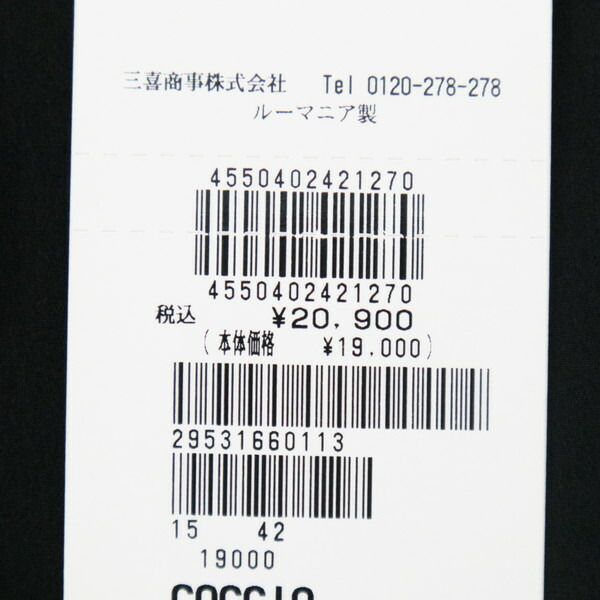 三喜商事株式会社 Tel 0120-278-278
ルーマニア製
4550402421270
4550402421270
税込 ¥20,900
(本体価格 ¥19,000)
29531660113
15 42
19000